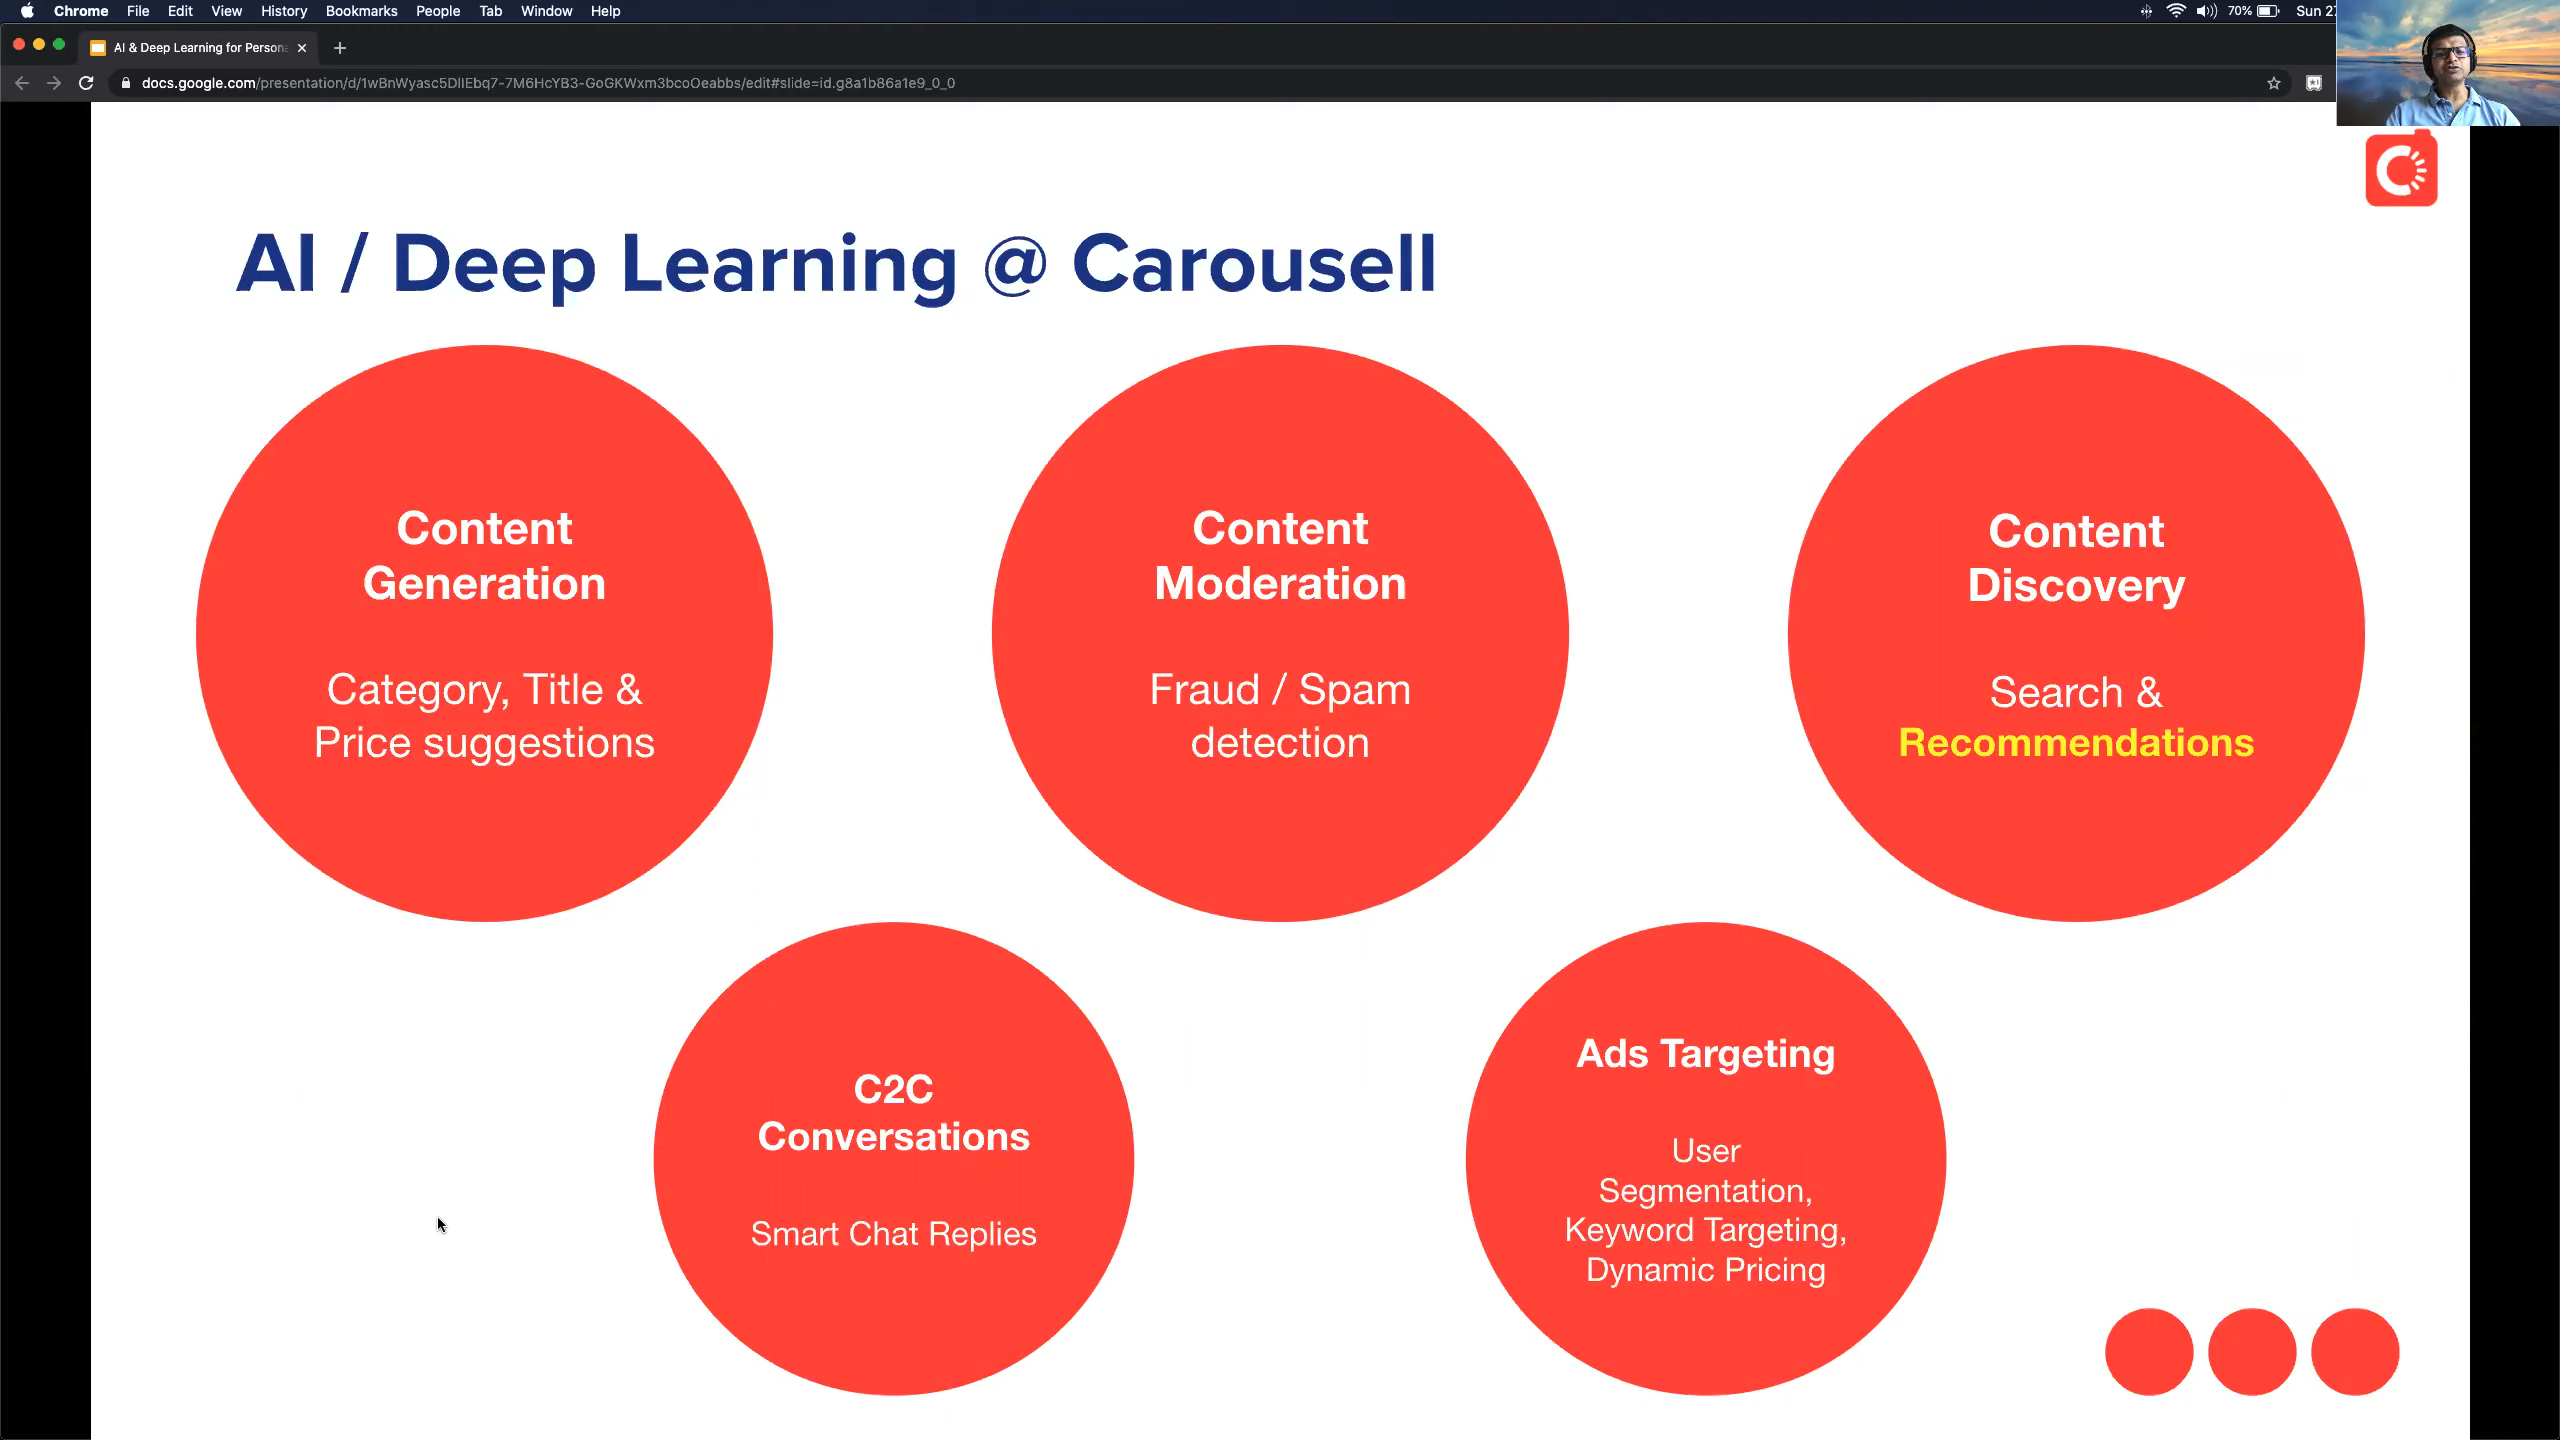 Chrome File Edit View History Bookmarks People Tab Window Help
70% Sun 27
AI & Deep Learning for Person
docs.google.com/presentation/d/1wBnWyasc5DlIEbq7-7M6HcYB3-GoGKWxm3bcoOeabbs/edit#slide=id.g8a1b86a1e9_0_0
AI / Deep Learning @ Carousell
Content
Generation
Category, Title &
Price suggestions
Content
Moderation
Fraud / Spam
detection
Content
Discovery
Search &
Recommendations
C2C
Conversations
Smart Chat Replies
Ads Targeting
User
Segmentation,
Keyword Targeting,
Dynamic Pricing